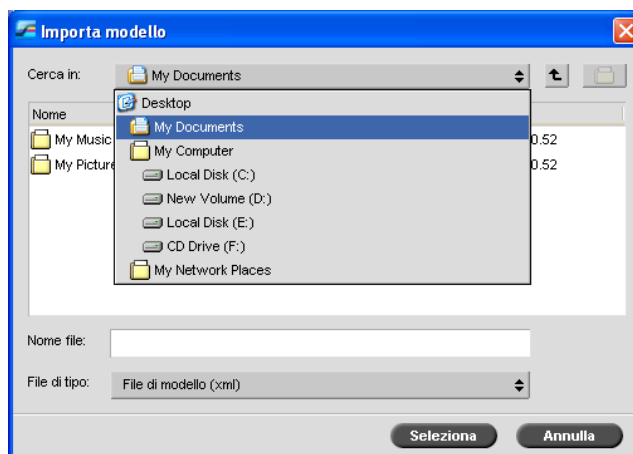 Importa modello
Cerca in: My Documents
Desktop
Nome
My Documents
My Music 0.52
My Computer
My Picture 0.52
Local Disk (C:)
New Volume (D:)
Local Disk (E:)
CD Drive (F:)
My Network Places
Nome file:
File di tipo: File di modello (xml)
Seleziona Annulla